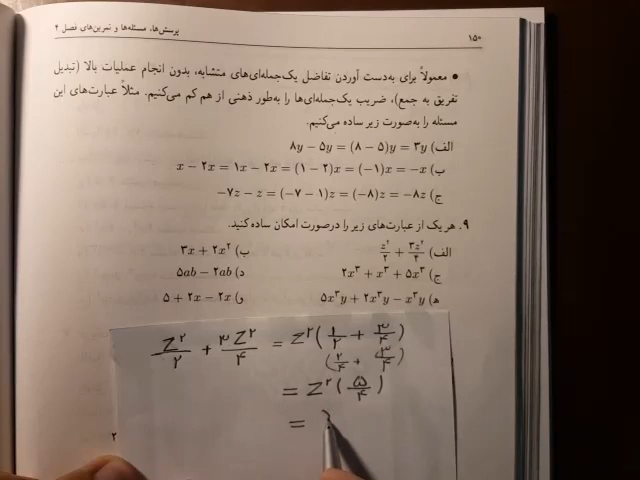 پرسش‌ها، مسئله‌ها و تمرین‌های فصل ۴
۱۵۰
• معمولاً برای به‌دست آوردن تفاضل یک‌جمله‌ای‌های متشابه، بدون انجام عملیات بالا (تبدیل
تفریق به جمع)، ضریب یک‌جمله‌ای‌ها را به‌طور ذهنی از هم کم می‌کنیم. مثلاً عبارت‌های این
مسئله را به‌صورت زیر ساده می‌کنیم.
الف) ۸y − ۵y = (۸ − ۵)y = ۳y
ب) x − ۲x = ۱x − ۲x = (۱ − ۲)x = (−۱)x = −x
ج) −۷z − z = (−۷ − ۱)z = (−۸)z = −۸z
۹. هر یک از عبارت‌های زیر را درصورت امکان ساده کنید.
الف) z²/۲ + ۳z²/۴ ب) ۳x + ۲x²
ج) ۲x³ + x³ + ۵x³ د) ۵ab − ۲ab
ه) ۵x³y + ۲x³y − x³y و) ۵ + ۲x − ۲x
z²/۲ + ۳z²/۴ = z²(۱/۲ + ۳/۴)
(۲/۴ + ۳/۴)
= z²(۵/۴)
=
۲